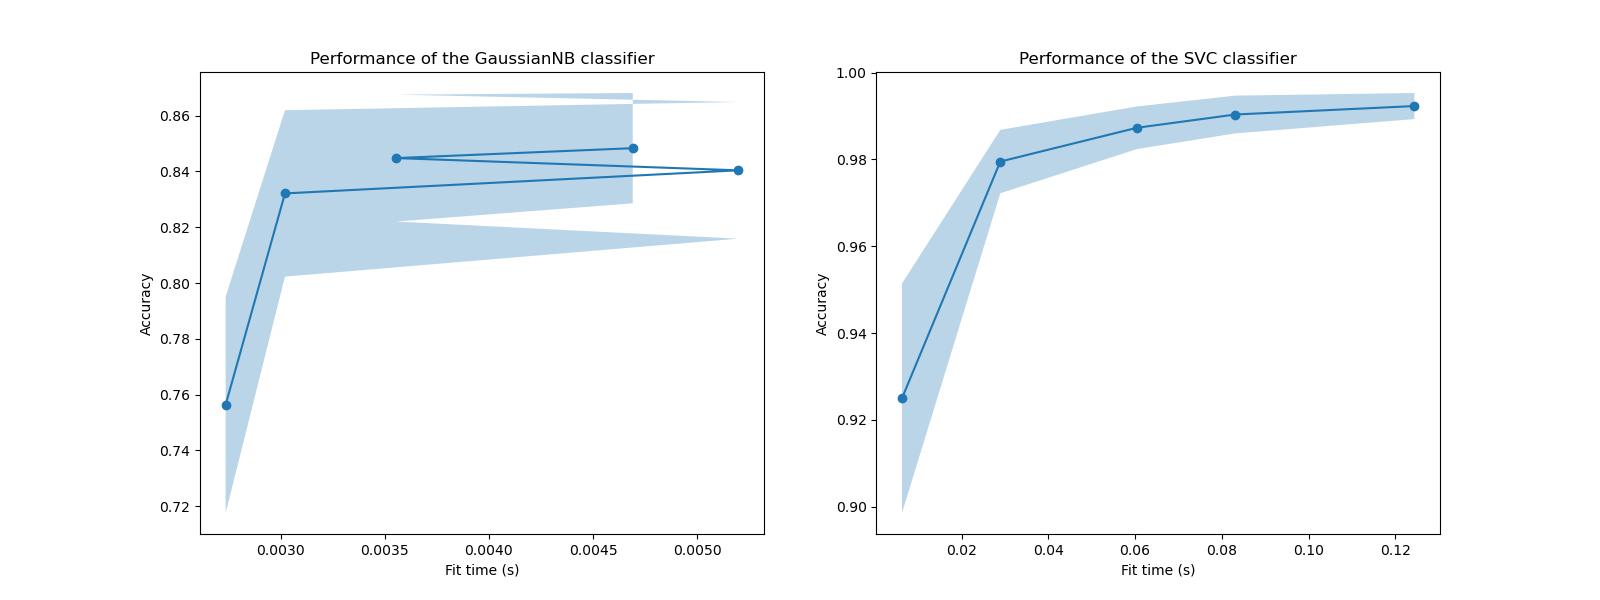 Performance of the GaussianNB classifier
Accuracy
0.86
0.84
0.82
0.80
0.78
0.76
0.74
0.72
0.0030 0.0035 0.0040 0.0045 0.0050
Fit time (s)
Performance of the SVC classifier
Accuracy
1.00
0.98
0.96
0.94
0.92
0.90
0.02 0.04 0.06 0.08 0.10 0.12
Fit time (s)